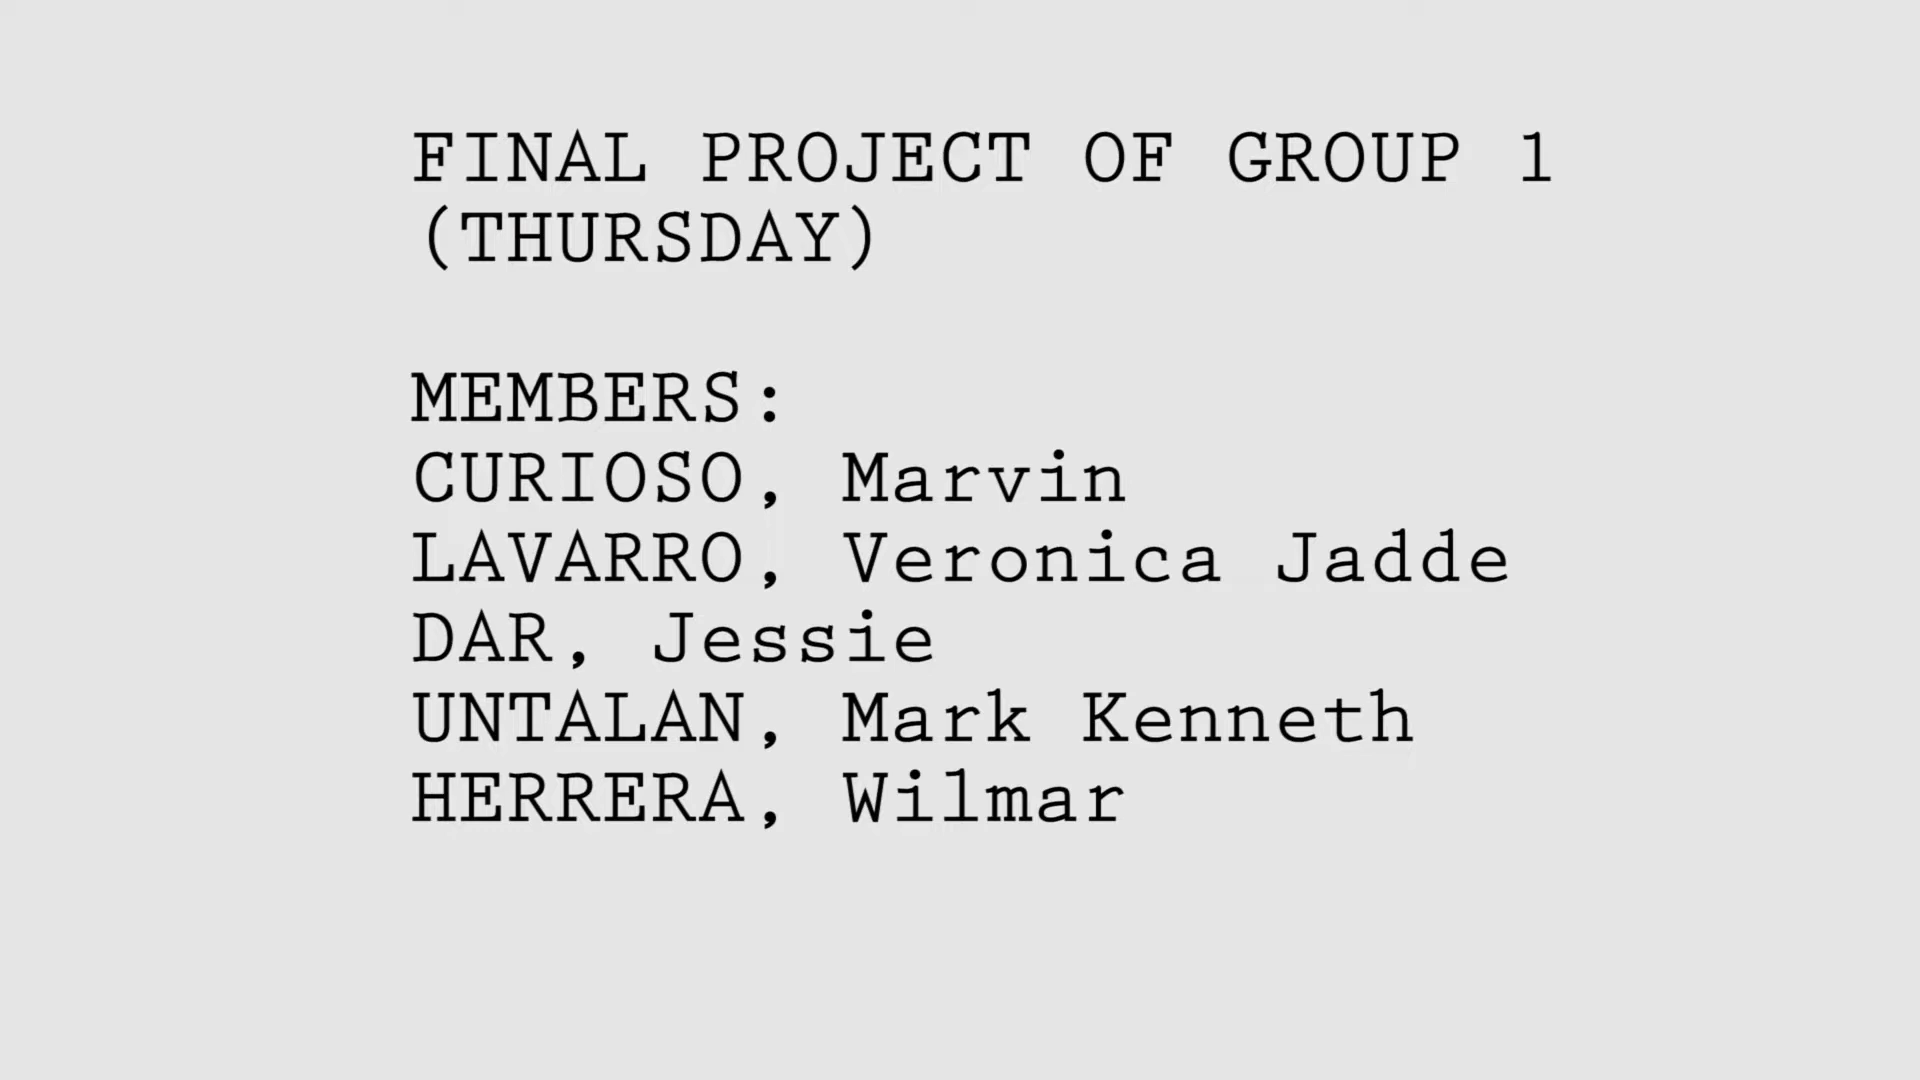 FINAL PROJECT OF GROUP 1
(THURSDAY)
MEMBERS:
CURIOSO, Marvin
LAVARRO, Veronica Jadde
DAR, Jessie
UNTALAN, Mark Kenneth
HERRERA, Wilmar